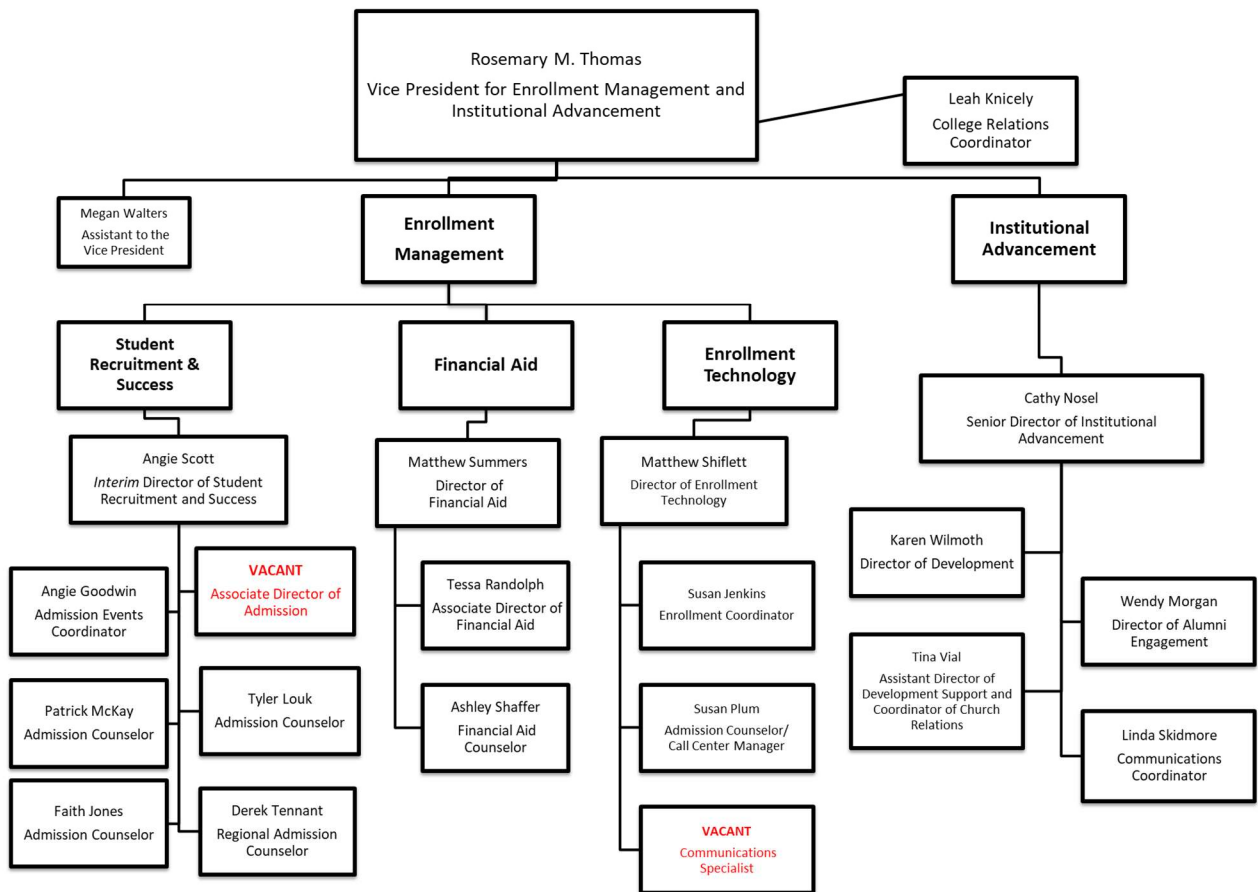 Rosemary M. Thomas
Vice President for Enrollment Management and
Institutional Advancement
Leah Knicely
College Relations
Coordinator
Megan Walters
Assistant to the
Vice President
Enrollment
Management
Institutional
Advancement
Student
Recruitment &
Success
Financial Aid
Enrollment
Technology
Cathy Nosel
Senior Director of Institutional
Advancement
Angie Scott
Interim Director of Student
Recruitment and Success
Matthew Summers
Director of
Financial Aid
Matthew Shiflett
Director of Enrollment
Technology
Angie Goodwin
Admission Events
Coordinator
VACANT
Associate Director of
Admission
Patrick McKay
Admission Counselor
Tyler Louk
Admission Counselor
Faith Jones
Admission Counselor
Derek Tennant
Regional Admission
Counselor
Tessa Randolph
Associate Director of
Financial Aid
Ashley Shaffer
Financial Aid
Counselor
Susan Jenkins
Enrollment Coordinator
Susan Plum
Admission Counselor/
Call Center Manager
VACANT
Communications
Specialist
Karen Wilmoth
Director of Development
Wendy Morgan
Director of Alumni
Engagement
Tina Vial
Assistant Director of
Development Support and
Coordinator of Church
Relations
Linda Skidmore
Communications
Coordinator